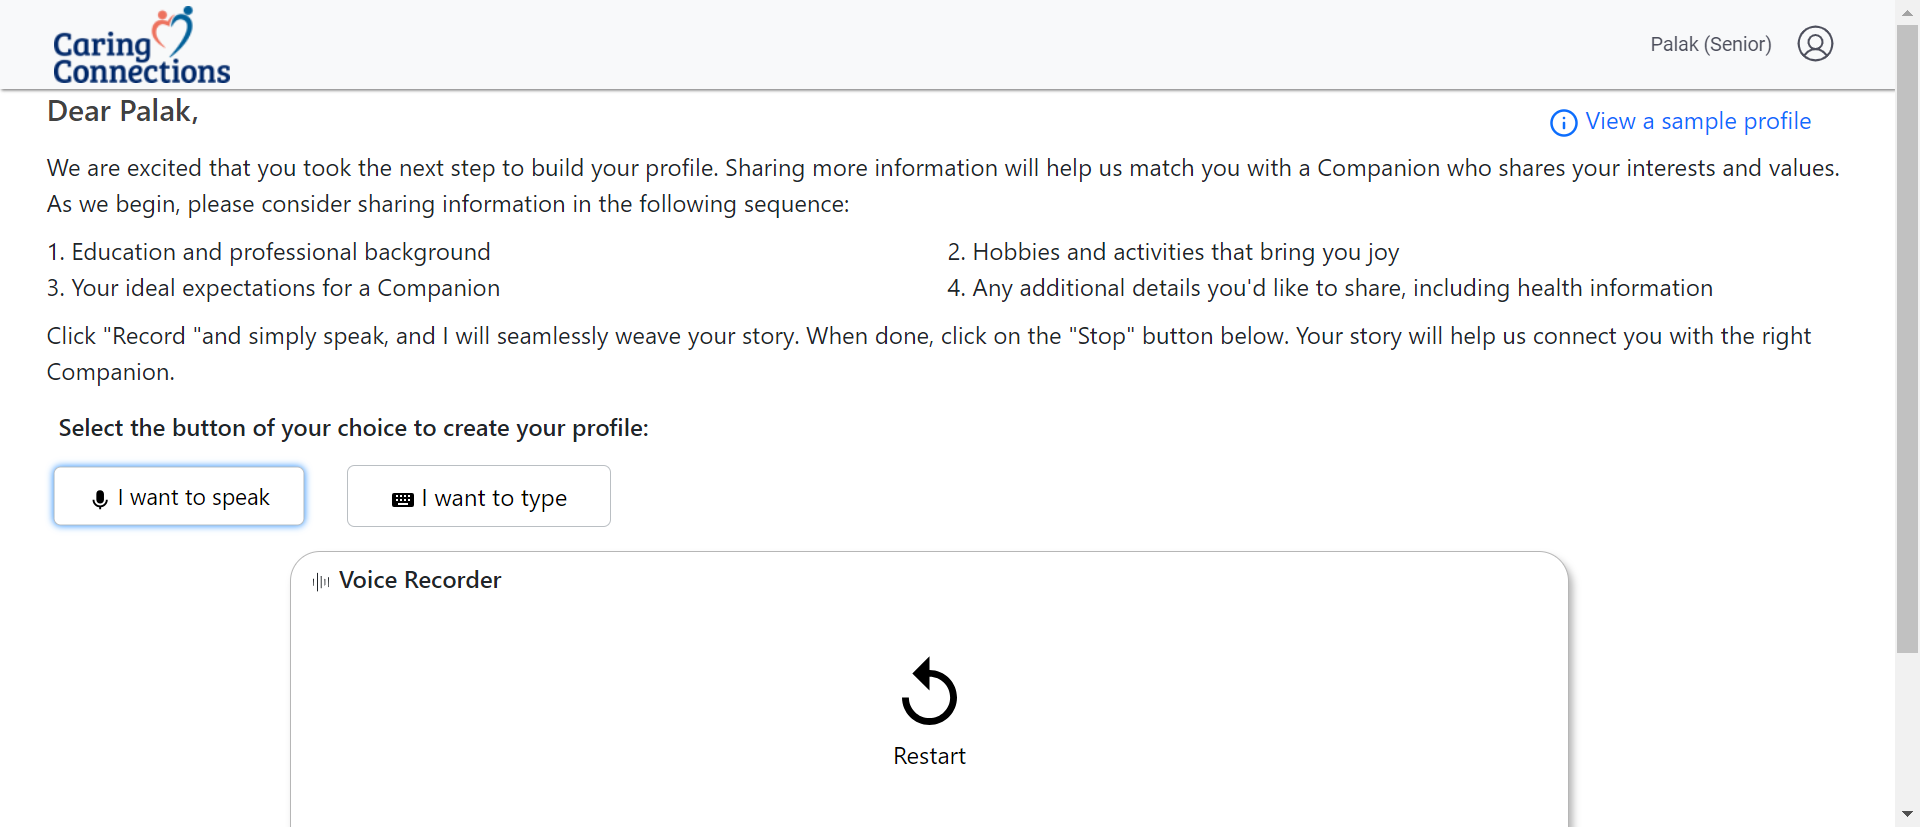 Caring
Connections
Palak (Senior)
Dear Palak,
View a sample profile
We are excited that you took the next step to build your profile. Sharing more information will help us match you with a Companion who shares your interests and values.
As we begin, please consider sharing information in the following sequence:
1. Education and professional background
2. Hobbies and activities that bring you joy
3. Your ideal expectations for a Companion
4. Any additional details you'd like to share, including health information
Click "Record "and simply speak, and I will seamlessly weave your story. When done, click on the "Stop" button below. Your story will help us connect you with the right
Companion.
Select the button of your choice to create your profile:
I want to speak
I want to type
Voice Recorder
Restart